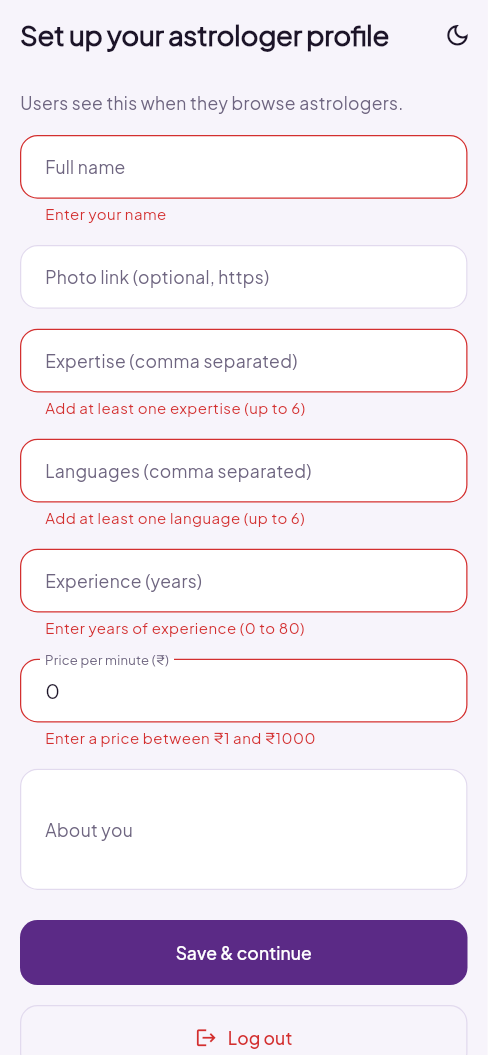 Set up your astrologer profile
Users see this when they browse astrologers.
Full name
Enter your name
Photo link (optional, https)
Expertise (comma separated)
Add at least one expertise (up to 6)
Languages (comma separated)
Add at least one language (up to 6)
Experience (years)
Enter years of experience (0 to 80)
Price per minute (₹)
0
Enter a price between ₹1 and ₹1000
About you
Save & continue
Log out